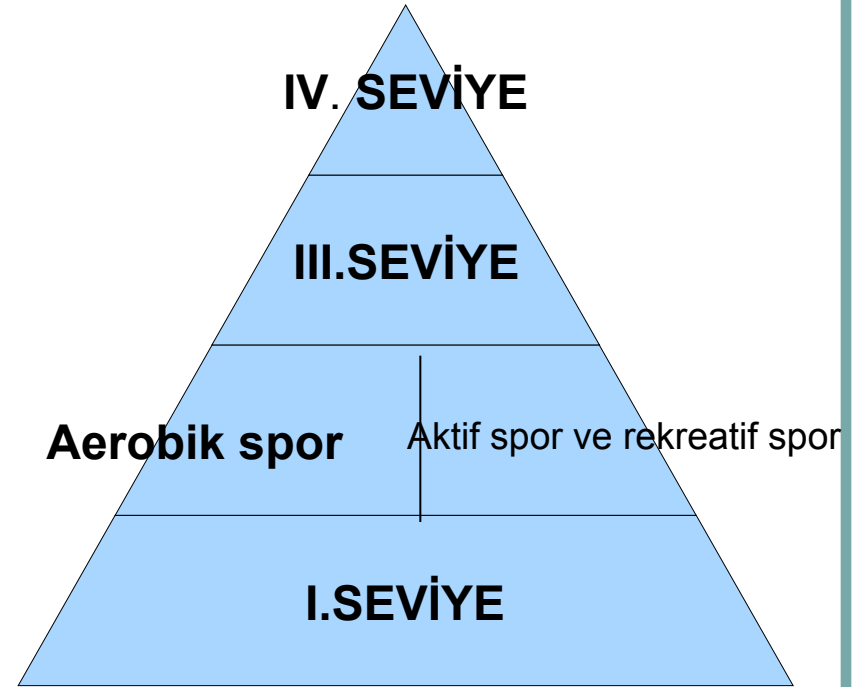 IV. SEVİYE
III.SEVİYE
Aerobik spor
Aktif spor ve rekreatif spor
I.SEVİYE